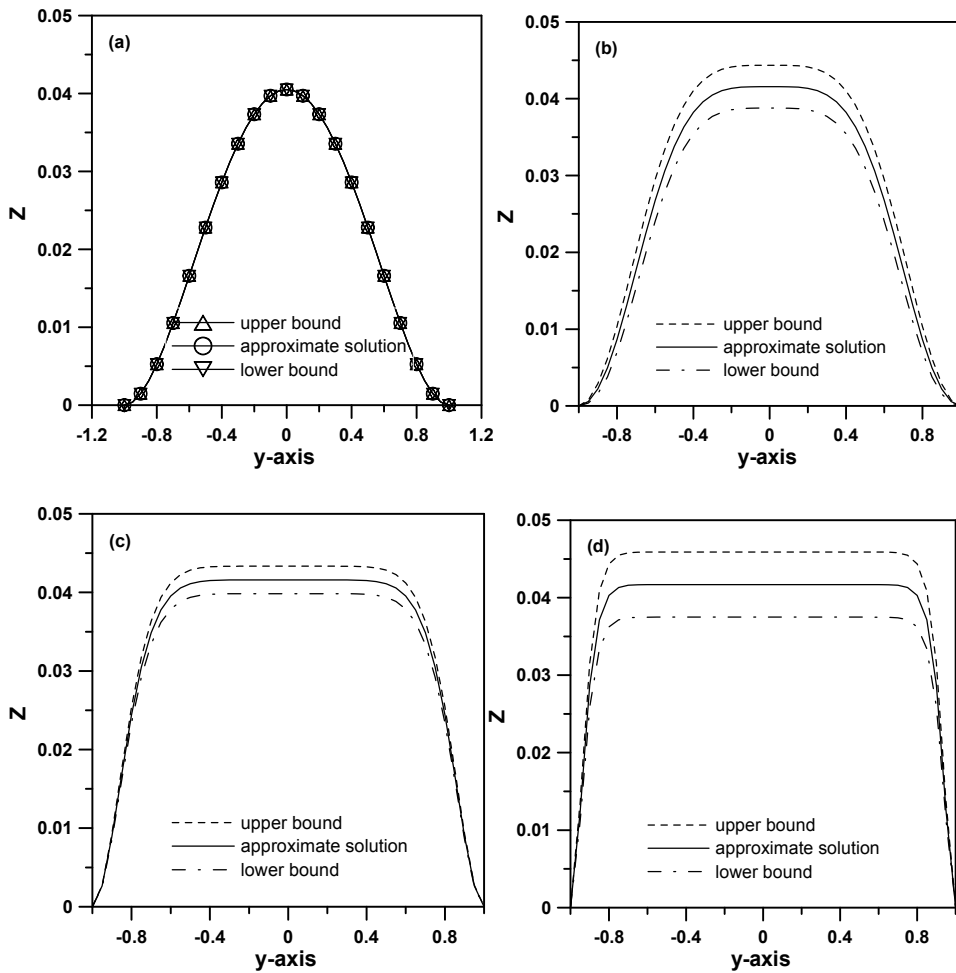 (a)
0.05
0.04
0.03
0.02
0.01
0
Z
upper bound
approximate solution
lower bound
-1.2 -0.8 -0.4 0 0.4 0.8 1.2
y-axis
(b)
0.05
0.04
0.03
0.02
0.01
0
Z
upper bound
approximate solution
lower bound
-0.8 -0.4 0 0.4 0.8
y-axis
(c)
0.05
0.04
0.03
0.02
0.01
0
Z
upper bound
approximate solution
lower bound
-0.8 -0.4 0 0.4 0.8
y-axis
(d)
0.05
0.04
0.03
0.02
0.01
0
Z
upper bound
approximate solution
lower bound
-0.8 -0.4 0 0.4 0.8
y-axis